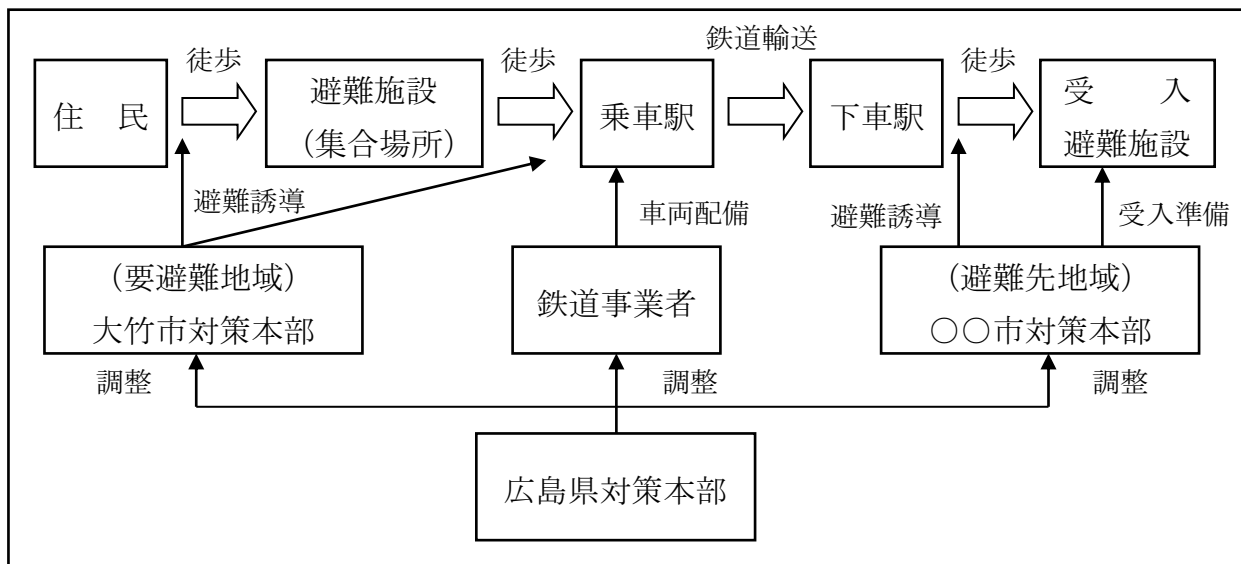 鉄道輸送
徒歩
徒歩
徒歩
住　民
避難施設
（集合場所）
乗車駅
下車駅
受　　入
避難施設
避難誘導
車両配備
避難誘導
受入準備
（要避難地域）
大竹市対策本部
鉄道事業者
（避難先地域）
○○市対策本部
調整
調整
調整
広島県対策本部